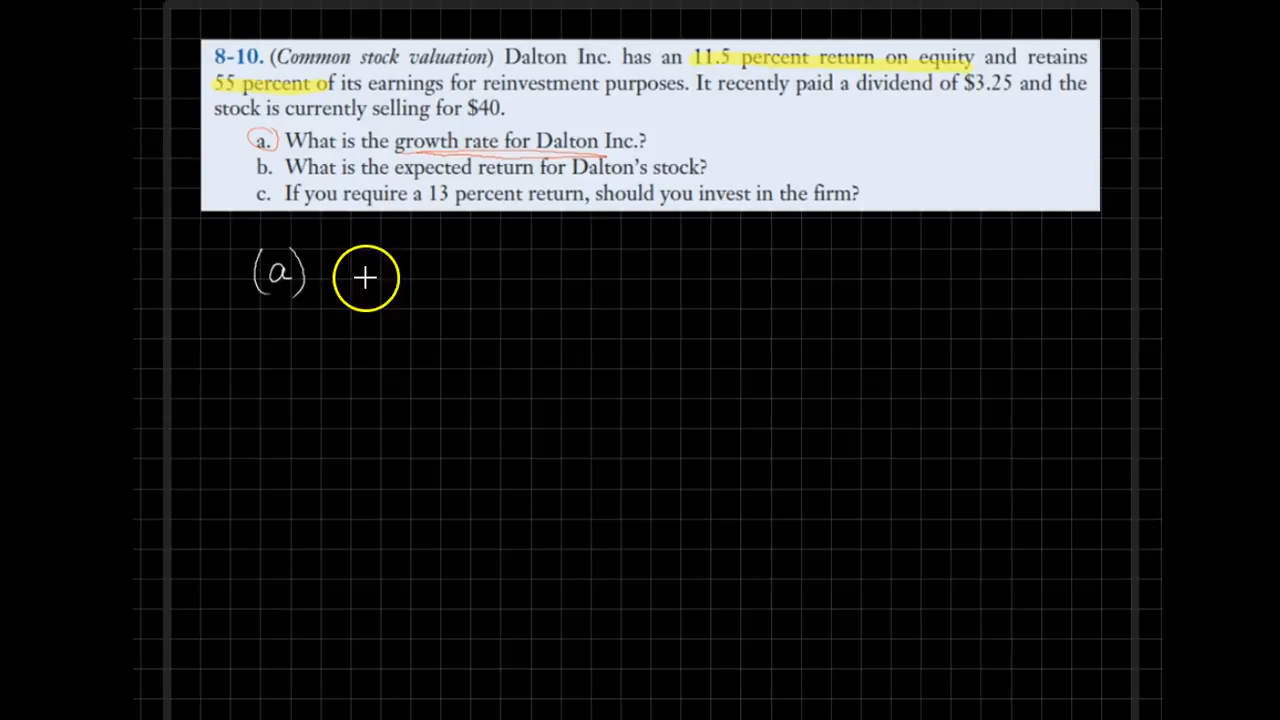 8-10. (Common stock valuation) Dalton Inc. has an 11.5 percent return on equity and retains
55 percent of its earnings for reinvestment purposes. It recently paid a dividend of $3.25 and the
stock is currently selling for $40.
a. What is the growth rate for Dalton Inc.?
b. What is the expected return for Dalton's stock?
c. If you require a 13 percent return, should you invest in the firm?
(a)